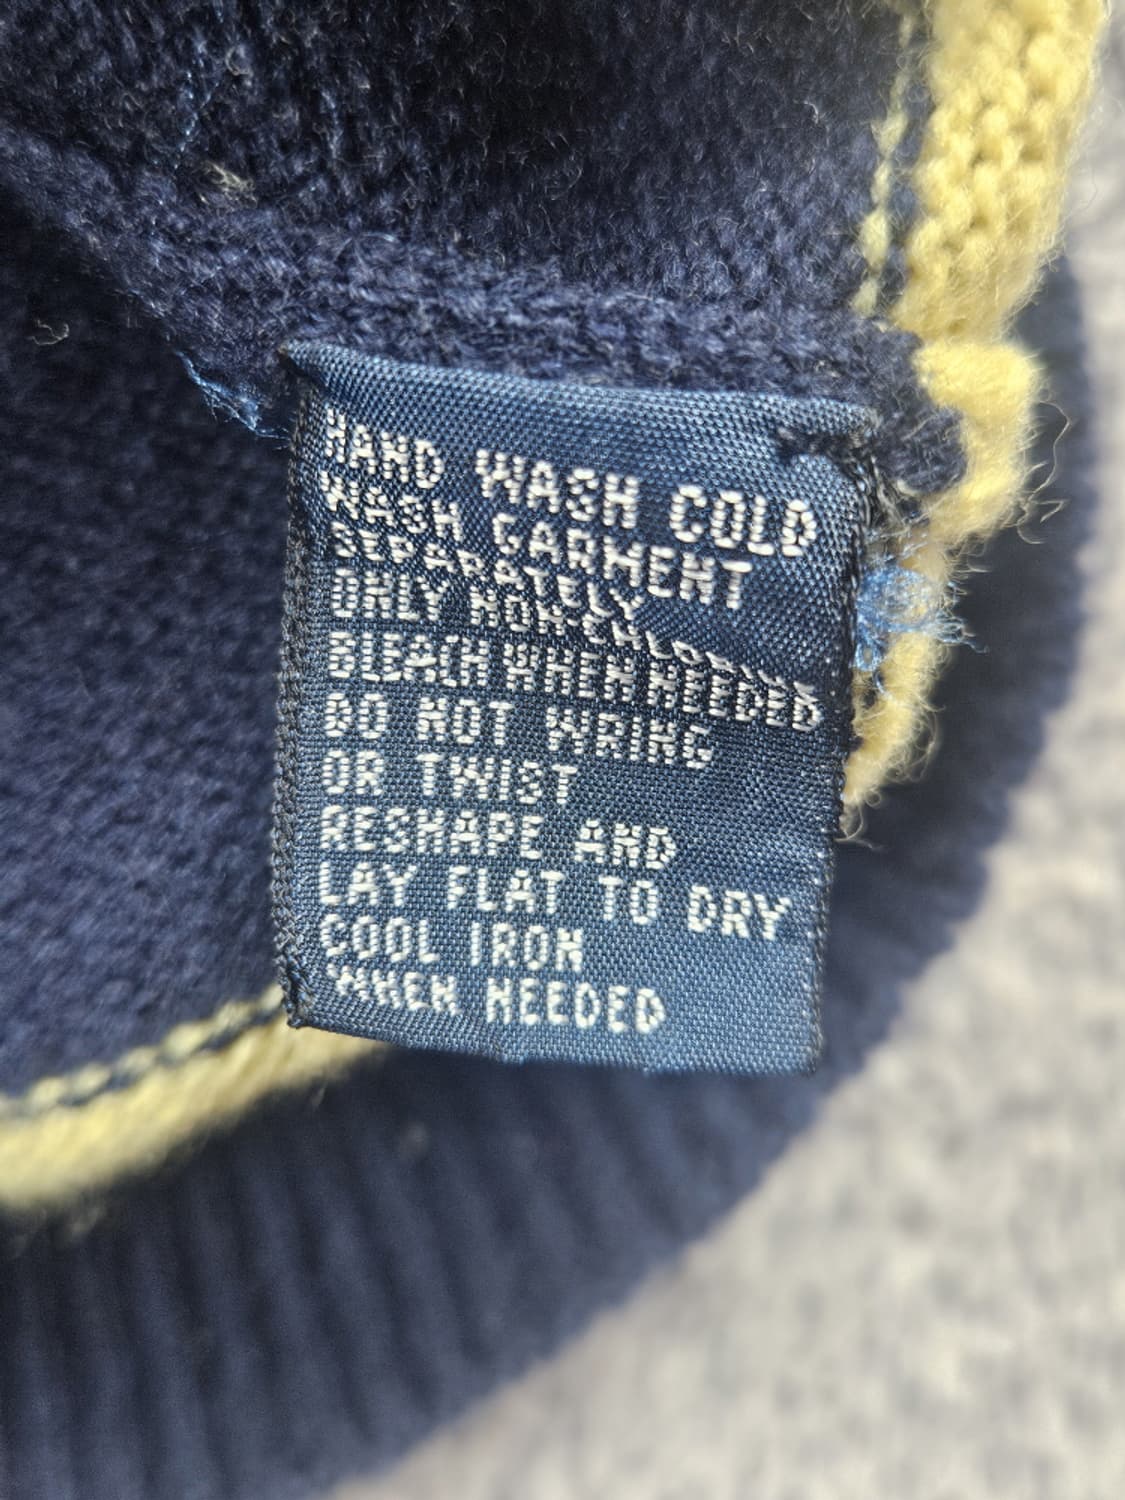 HAND WASH COLD
WASH GARMENT
SEPARATELY
ONLY NON-CHLORINE
BLEACH WHEN NEEDED
DO NOT WRING
OR TWIST
RESHAPE AND
LAY FLAT TO DRY
COOL IRON
WHEN NEEDED